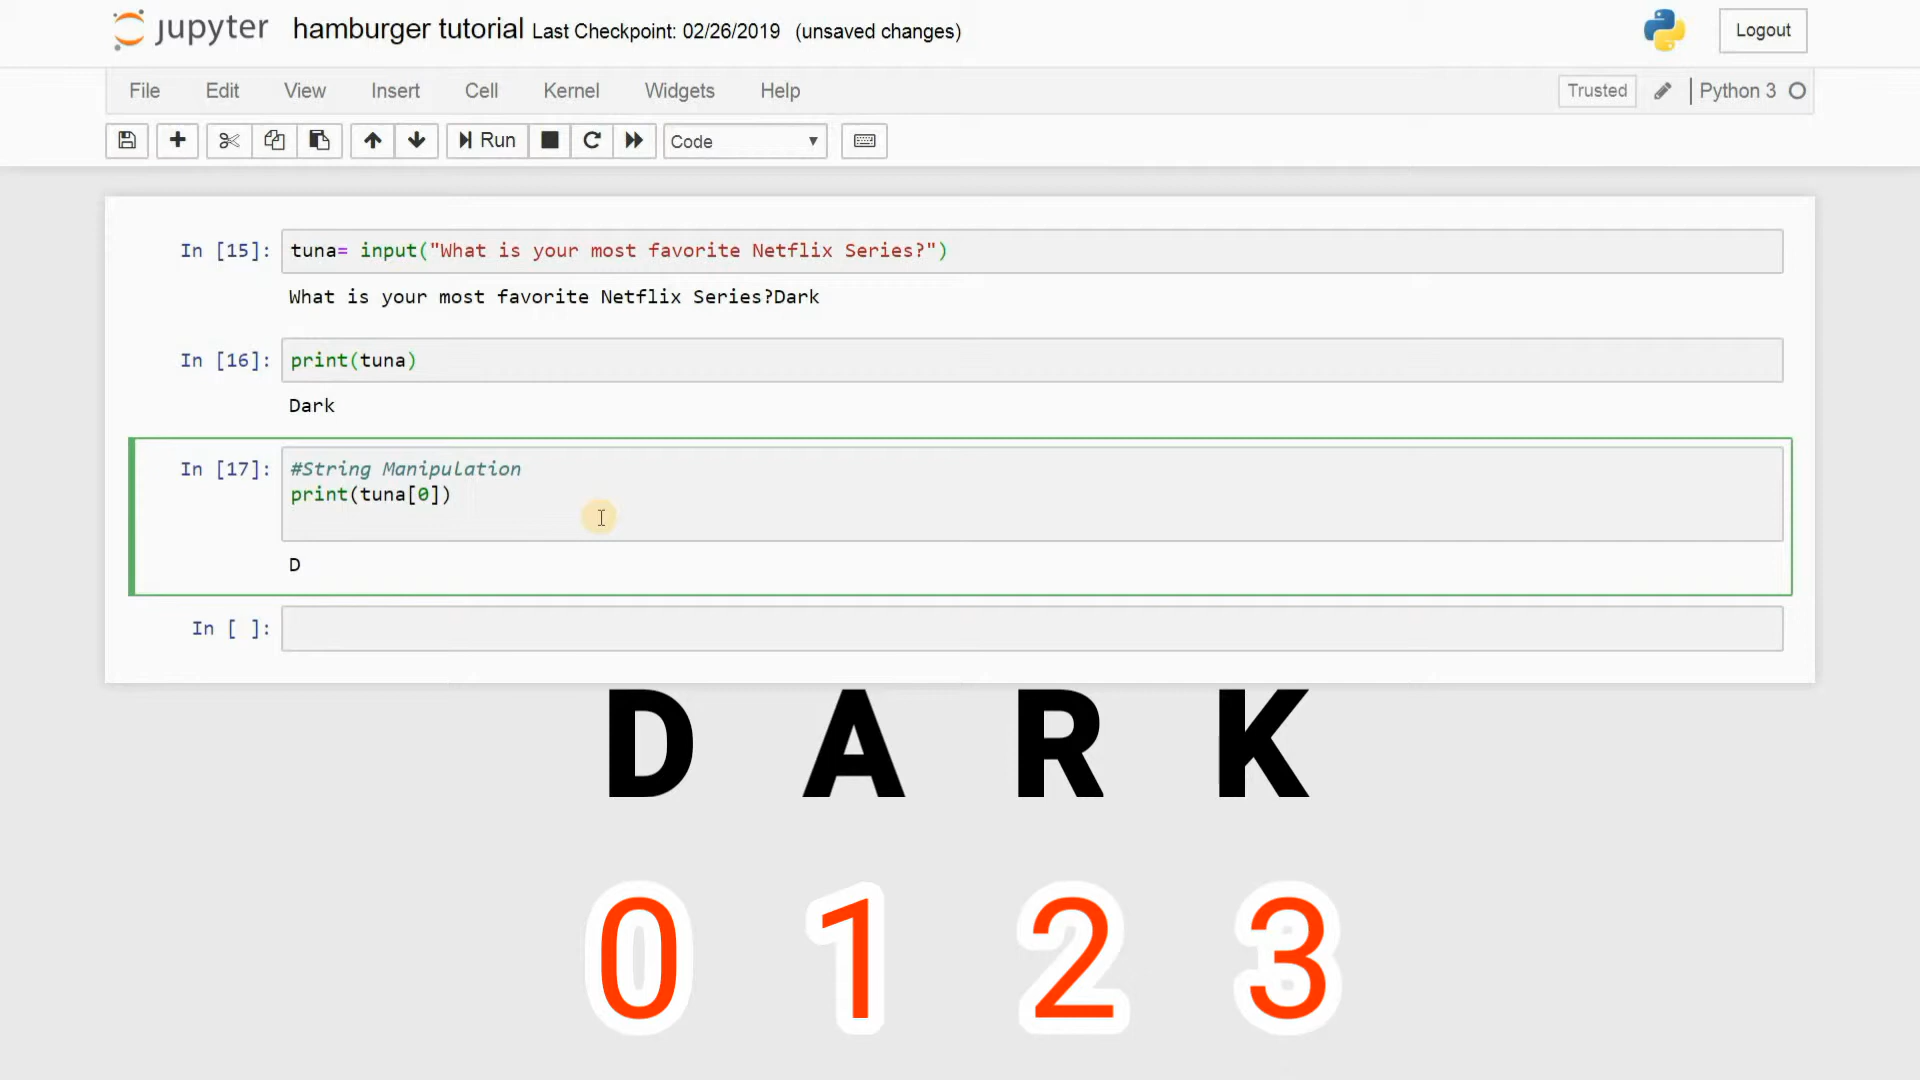 jupyter hamburger tutorial Last Checkpoint: 02/26/2019 (unsaved changes) Logout
File Edit View Insert Cell Kernel Widgets Help Trusted Python 3
Run Code
In [15]: tuna= input("What is your most favorite Netflix Series?")
What is your most favorite Netflix Series?Dark
In [16]: print(tuna)
Dark
In [17]: #String Manipulation
print(tuna[0])
D
In [ ]:
D A R K
0 1 2 3